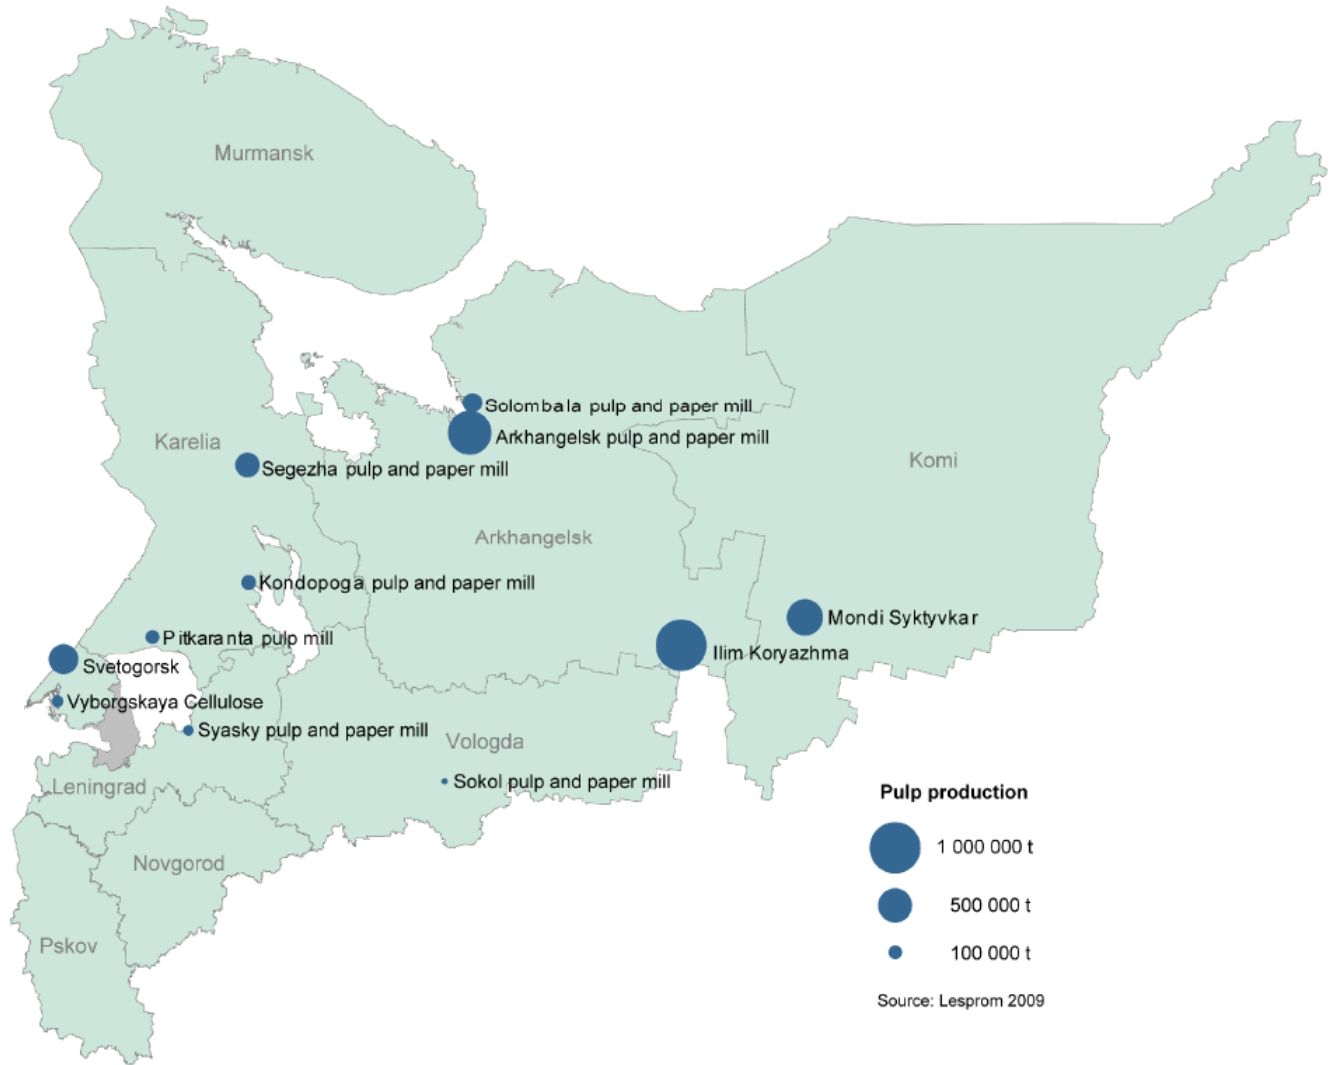 Murmansk
Solombala pulp and paper mill
Arkhangelsk pulp and paper mill
Karelia
Segezha pulp and paper mill
Komi
Arkhangelsk
Kondopoga pulp and paper mill
Mondi Syktyvkar
Pitkaranta pulp mill
Ilim Koryazhma
Svetogorsk
Vyborgskaya Cellulose
Syasky pulp and paper mill
Vologda
Sokol pulp and paper mill
Leningrad
Novgorod
Pskov
Pulp production
1 000 000 t
500 000 t
100 000 t
Source: Lesprom 2009